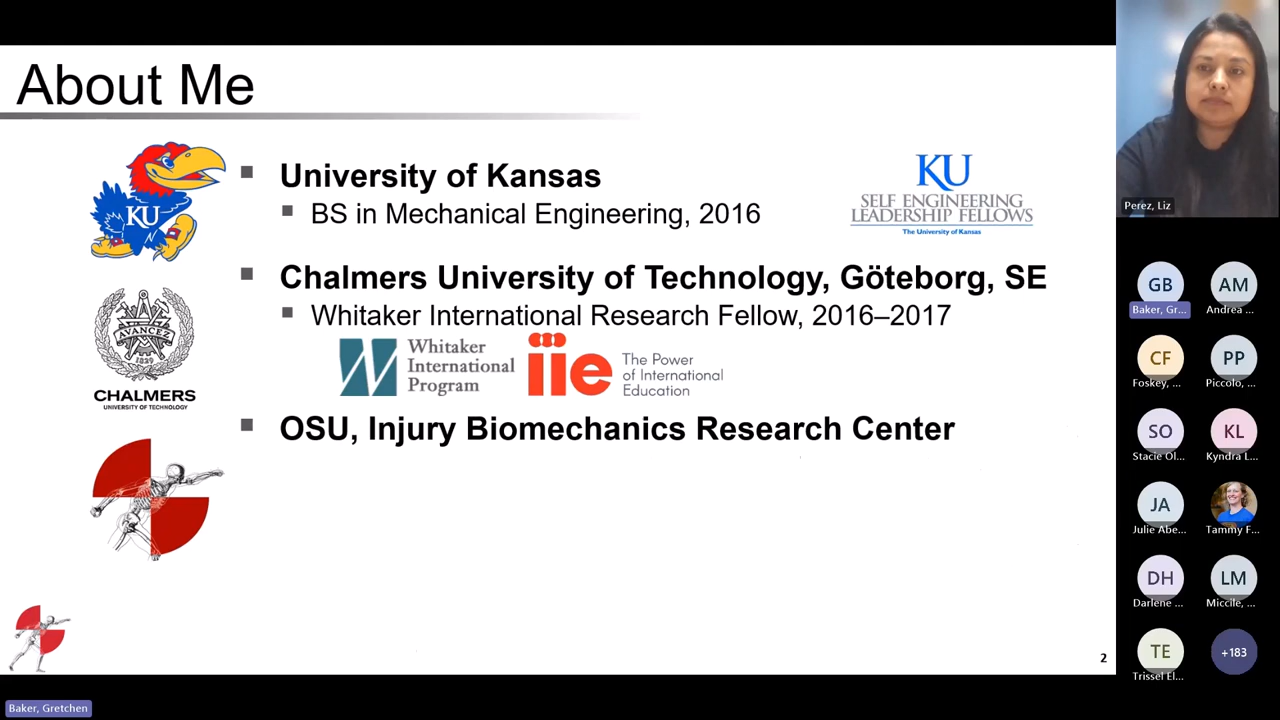 About Me
KU
University of Kansas
BS in Mechanical Engineering, 2016
KU
SELF ENGINEERING
LEADERSHIP FELLOWS
The University of Kansas
Chalmers University of Technology, Göteborg, SE
Whitaker International Research Fellow, 2016–2017
AVANCEZ
1829
CHALMERS
UNIVERSITY OF TECHNOLOGY
Whitaker
International
Program
iie
The Power
of International
Education
OSU, Injury Biomechanics Research Center
2
Baker, Gretchen
Perez, Liz
GB
AM
Baker, Gr...
Andrea ...
CF
PP
Foskey, ...
Piccolo, ...
SO
KL
Stacie Ol...
Kyndra L...
JA
Julie Abe...
Tammy F...
DH
LM
Darlene ...
Miccile, ...
TE
+183
Trissel El...